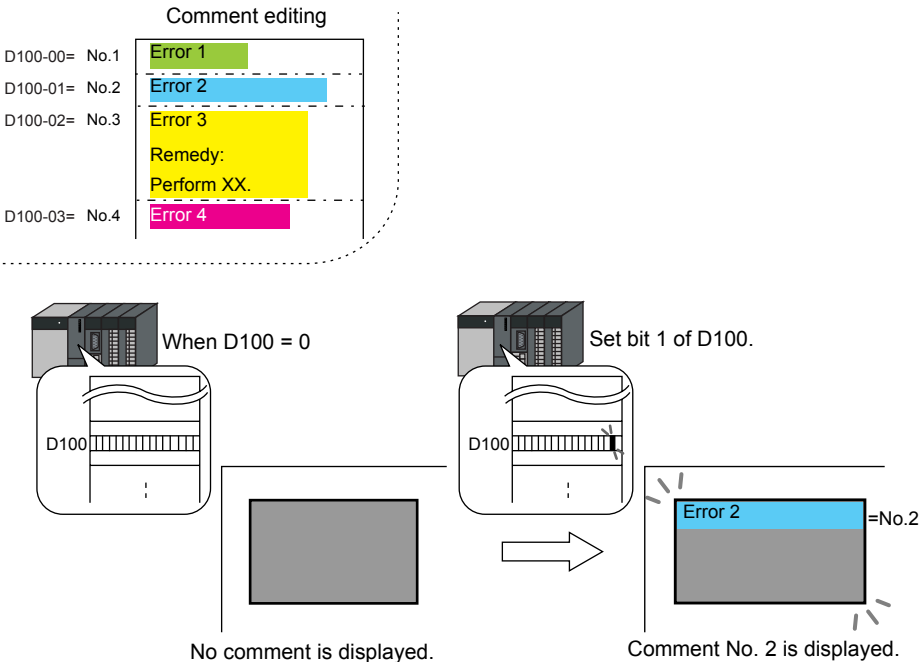 Comment editing
D100-00= No.1 Error 1
D100-01= No.2 Error 2
D100-02= No.3 Error 3
Remedy:
Perform XX.
D100-03= No.4 Error 4
When D100 = 0
Set bit 1 of D100.
D100
D100
Error 2
=No.2
No comment is displayed.
Comment No. 2 is displayed.